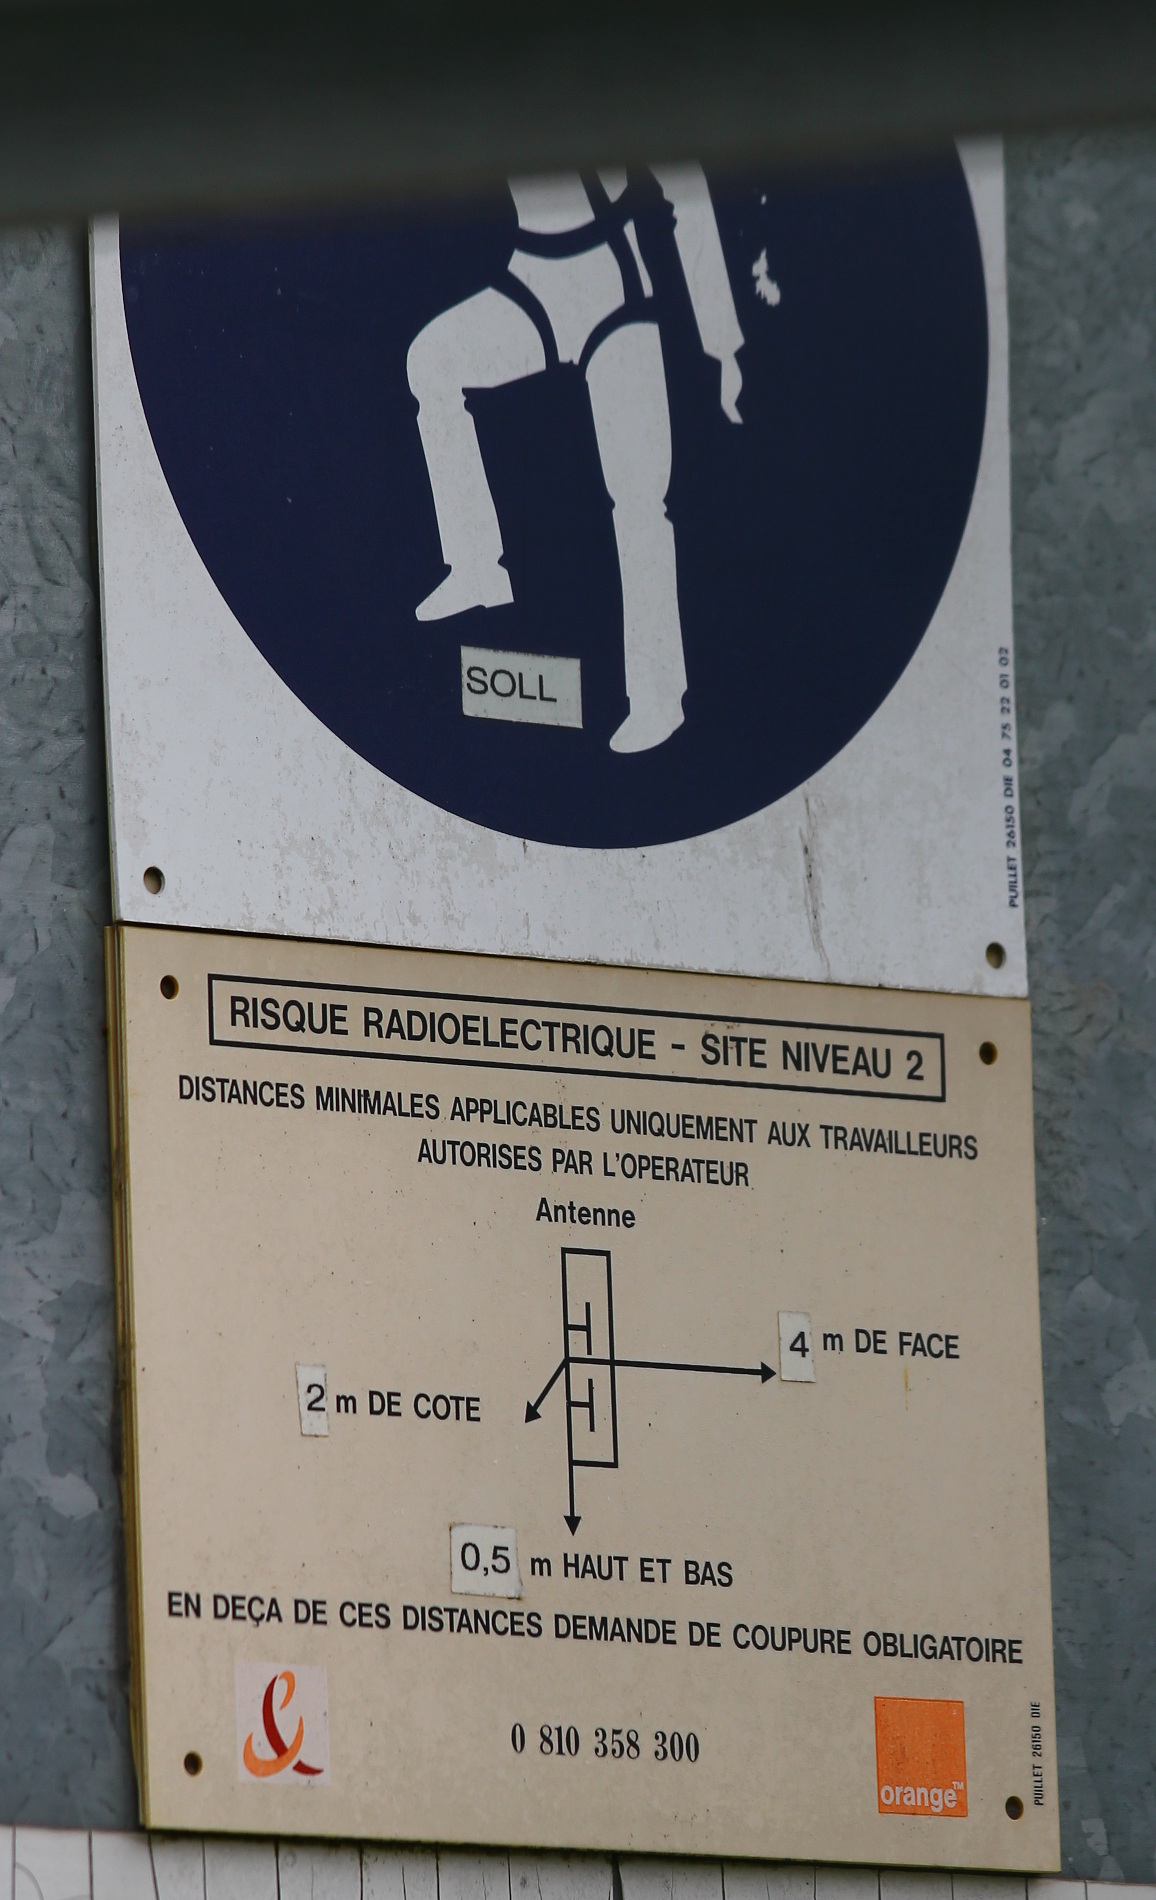 SOLL
PUILLET 26150 DIE 04 75 22 01 02
RISQUE RADIOELECTRIQUE - SITE NIVEAU 2
DISTANCES MINIMALES APPLICABLES UNIQUEMENT AUX TRAVAILLEURS
AUTORISES PAR L'OPERATEUR
Antenne
4 m DE FACE
2 m DE COTE
0,5 m HAUT ET BAS
EN DEÇA DE CES DISTANCES DEMANDE DE COUPURE OBLIGATOIRE
0 810 358 300
orange™
PUILLET 26150 DIE